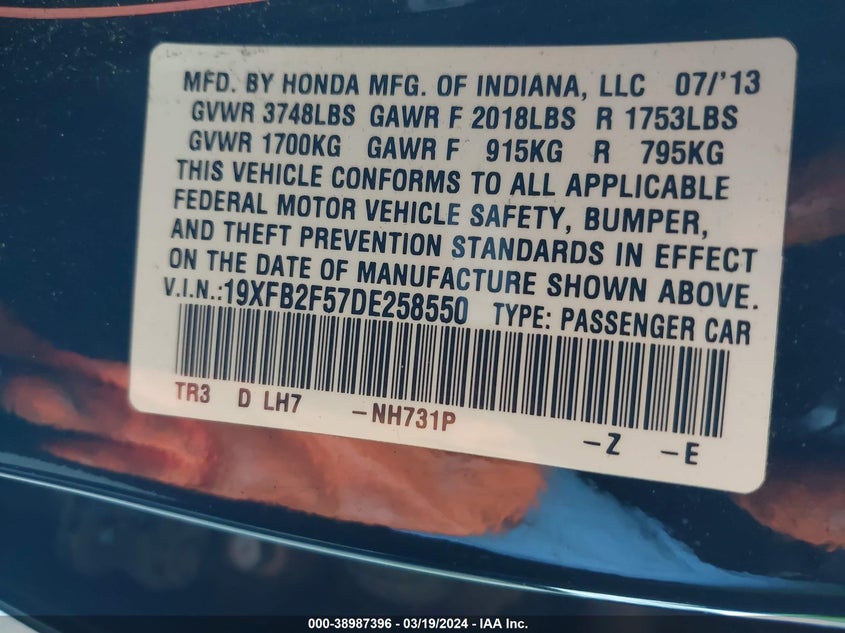 MFD. BY HONDA MFG. OF INDIANA, LLC 07/'13
GVWR 3748LBS GAWR F 2018LBS R 1753LBS
GVWR 1700KG GAWR F 915KG R 795KG
THIS VEHICLE CONFORMS TO ALL APPLICABLE
FEDERAL MOTOR VEHICLE SAFETY, BUMPER,
AND THEFT PREVENTION STANDARDS IN EFFECT
ON THE DATE OF MANUFACTURE SHOWN ABOVE.
V.I.N.:19XFB2F57DE258550 TYPE: PASSENGER CAR
TR3 D LH7 -NH731P -Z -E
000-38987396 - 03/19/2024 - IAA Inc.